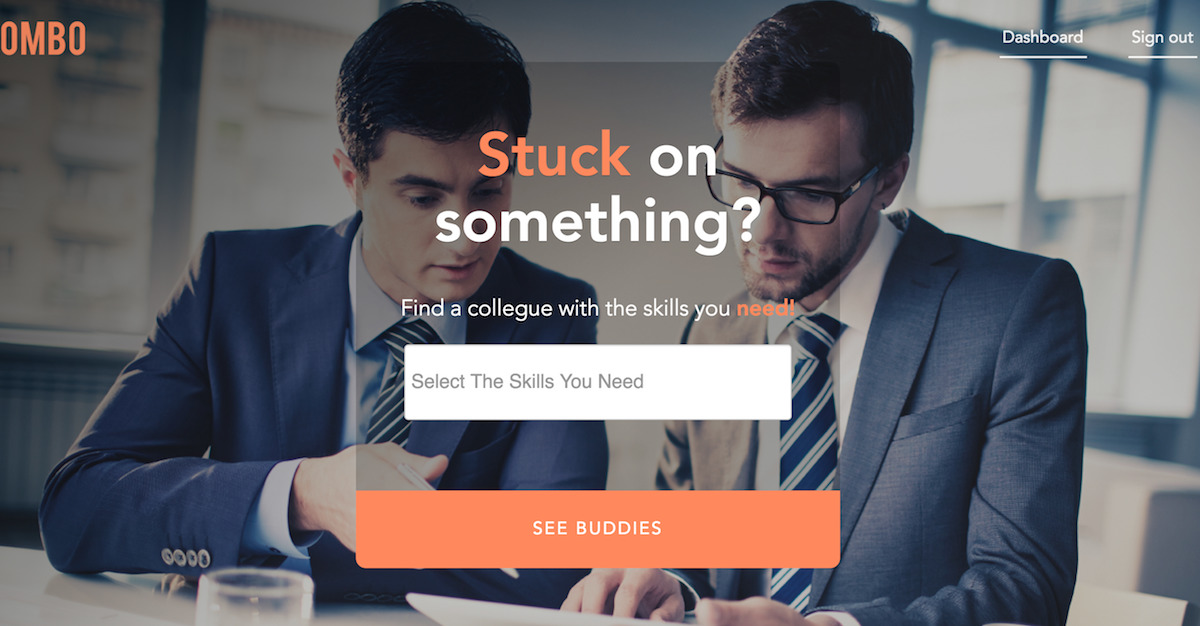 OMBO
Dashboard
Sign out
Stuck on
something?
Find a collegue with the skills you need!
Select The Skills You Need
SEE BUDDIES